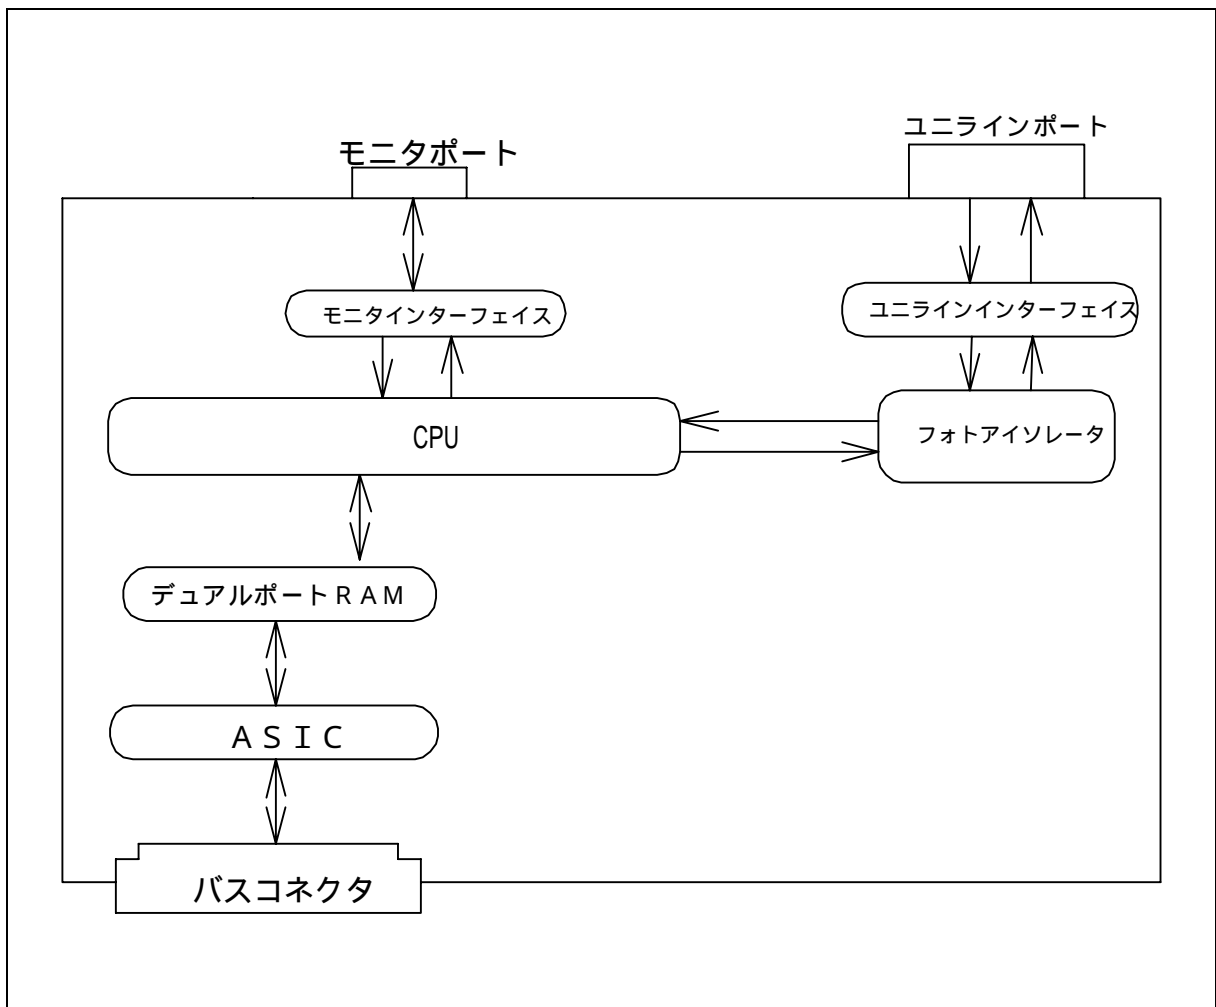 ユニラインポート
モニタポート
モニタインターフェイス
ユニラインインターフェイス
CPU
フォトアイソレータ
デュアルポートＲＡＭ
ＡＳＩＣ
バスコネクタ